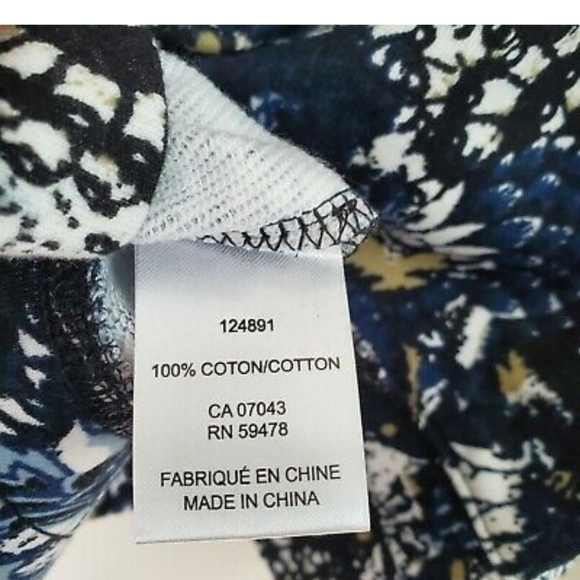 124891
100% COTON/COTTON
CA 07043
RN 59478
FABRIQUÉ EN CHINE
MADE IN CHINA